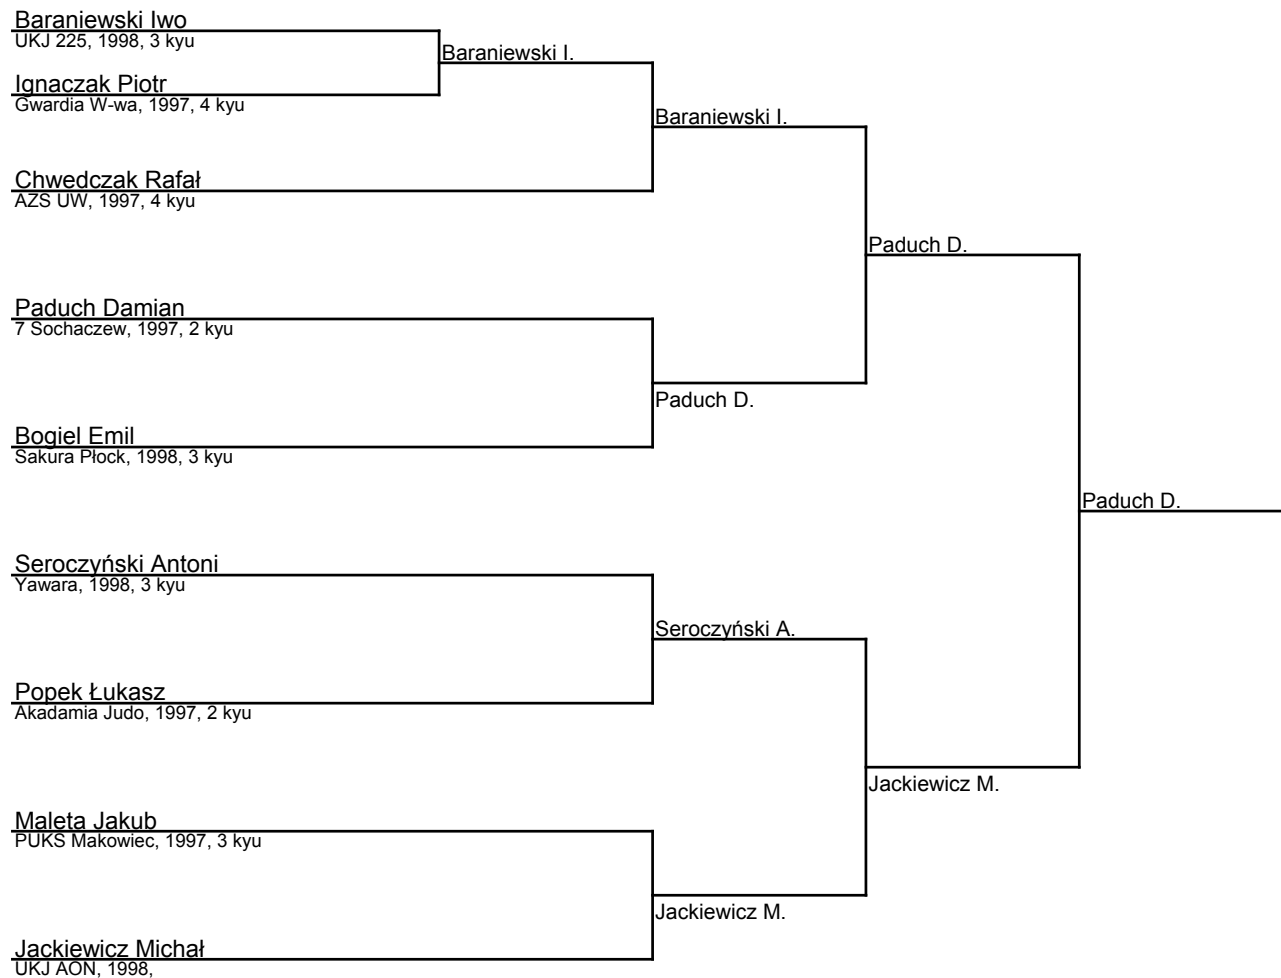 Baraniewski Iwo
UKJ 225, 1998, 3 kyu
Baraniewski I.
Ignaczak Piotr
Gwardia W-wa, 1997, 4 kyu
Baraniewski I.
Chwedczak Rafał
AZS UW, 1997, 4 kyu
Paduch D.
Paduch Damian
7 Sochaczew, 1997, 2 kyu
Paduch D.
Bogiel Emil
Sakura Płock, 1998, 3 kyu
Paduch D.
Seroczyński Antoni
Yawara, 1998, 3 kyu
Seroczyński A.
Popek Łukasz
Akadamia Judo, 1997, 2 kyu
Jackiewicz M.
Maleta Jakub
PUKS Makowiec, 1997, 3 kyu
Jackiewicz M.
Jackiewicz Michał
UKJ AON, 1998,